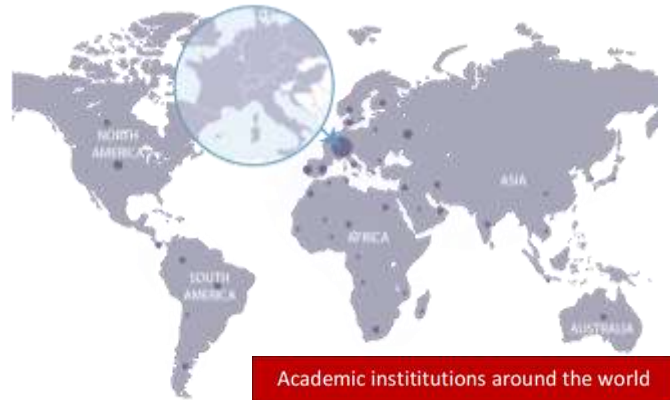 NORTH
AMERICA
ASIA
AFRICA
SOUTH
AMERICA
AUSTRALIA
Academic instititutions around the world